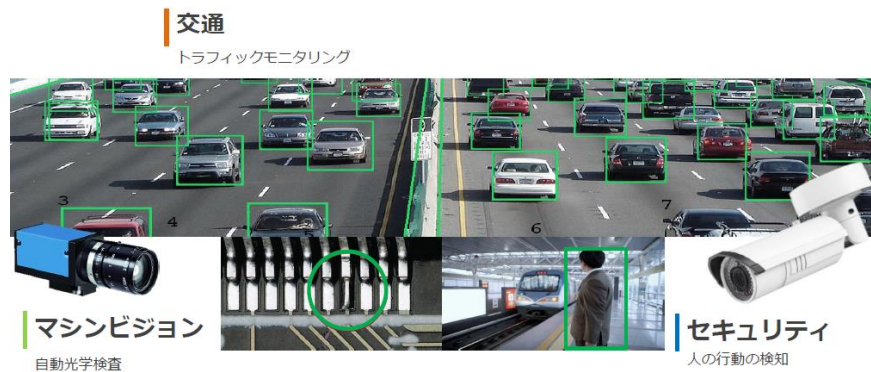 交通
トラフィックモニタリング
3
4
6
7
マシンビジョン
自動光学検査
セキュリティ
人の行動の検知